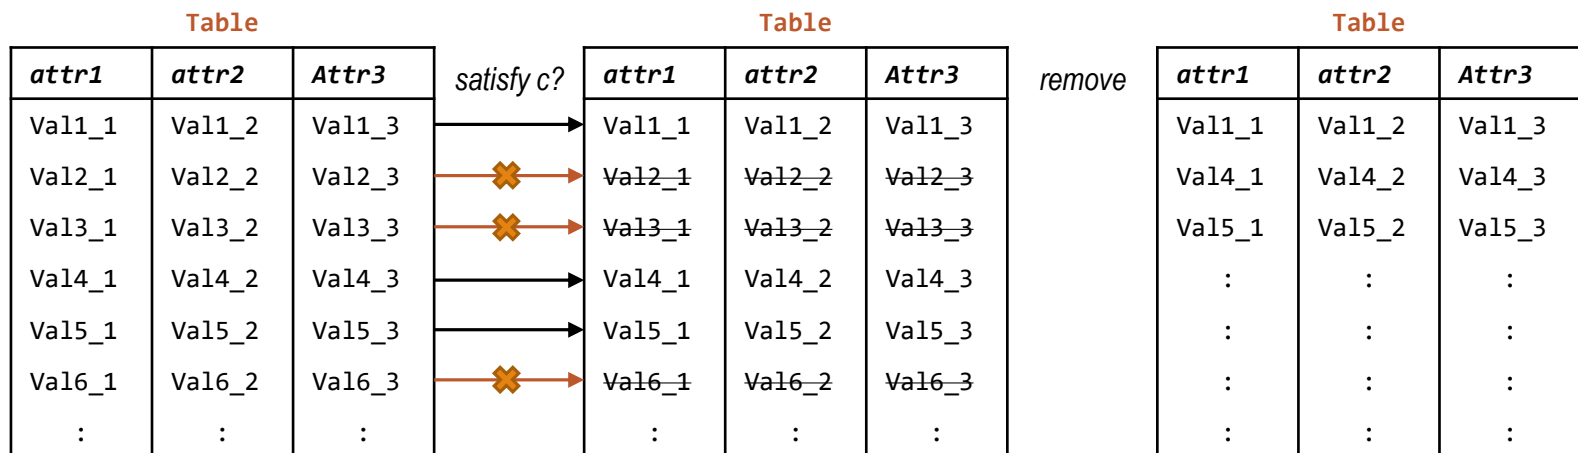 Table Table Table
attr1 attr2 Attr3 satisfy c? attr1 attr2 Attr3 remove attr1 attr2 Attr3
Val1_1 Val1_2 Val1_3 Val1_1 Val1_2 Val1_3 Val1_1 Val1_2 Val1_3
Val2_1 Val2_2 Val2_3 Val2_1 Val2_2 Val2_3 Val4_1 Val4_2 Val4_3
Val3_1 Val3_2 Val3_3 Val3_1 Val3_2 Val3_3 Val5_1 Val5_2 Val5_3
Val4_1 Val4_2 Val4_3 Val4_1 Val4_2 Val4_3 : : :
Val5_1 Val5_2 Val5_3 Val5_1 Val5_2 Val5_3 : : :
Val6_1 Val6_2 Val6_3 Val6_1 Val6_2 Val6_3 : : :
: : : : : : : : :